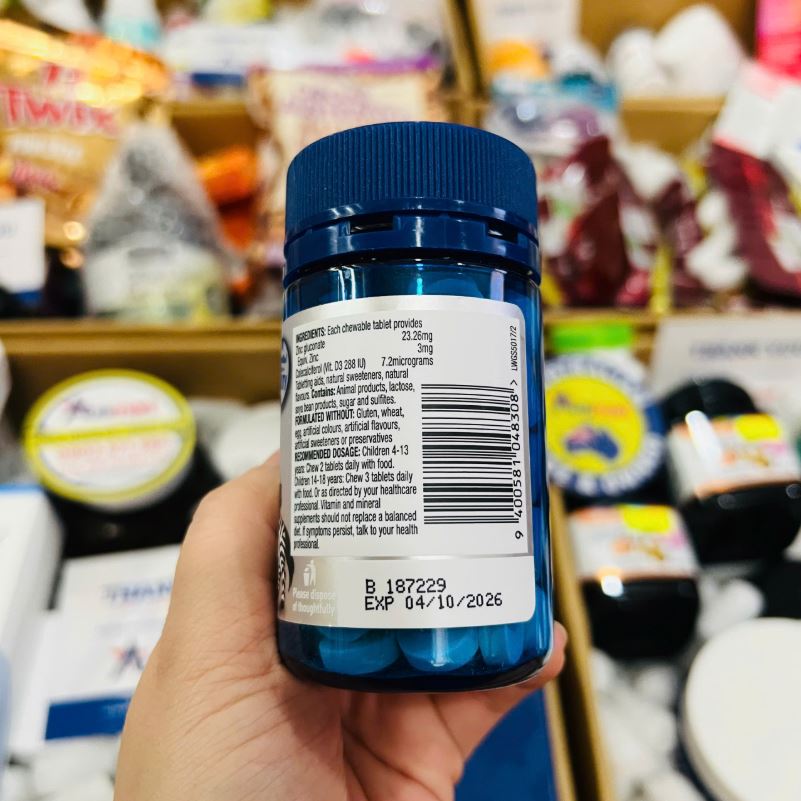 TWIX
INGREDIENTS: Each chewable tablet provides
Zinc gluconate 23.26mg
Equiv. Zinc 3mg
Colecalciferol (Vit. D3 288 IU) 7.2micrograms
Tabletting aids, natural sweeteners, natural
flavours. Contains: Animal products, lactose,
soya bean products, sugar and sulfites.
FORMULATED WITHOUT: Gluten, wheat,
egg, artificial colours, artificial flavours,
artificial sweeteners or preservatives
RECOMMENDED DOSAGE: Children 4-13
years: Chew 2 tablets daily with food.
Children 14-18 years: Chew 3 tablets daily
with food. Or as directed by your healthcare
professional. Vitamin and mineral
supplements should not replace a balanced
diet. If symptoms persist, talk to your health
professional.
LWGS5017/2
9 400581 048308 >
Please dispose
of thoughtfully
B 187229
EXP 04/10/2026